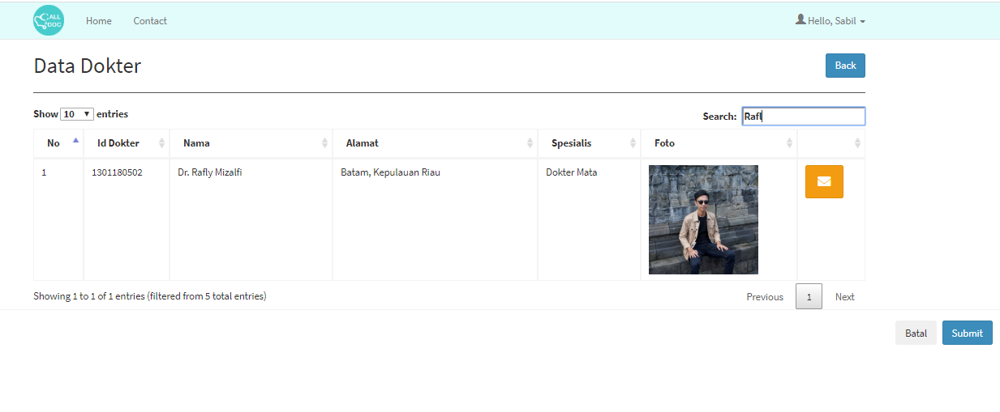 CALL DOC Home Contact Hello, Sabil
Data Dokter Back
Show 10 entries Search: Rafl
No Id Dokter Nama Alamat Spesialis Foto
1 1301180502 Dr. Rafly Mizalfi Batam, Kepulauan Riau Dokter Mata
Showing 1 to 1 of 1 entries (filtered from 5 total entries) Previous 1 Next
Batal Submit